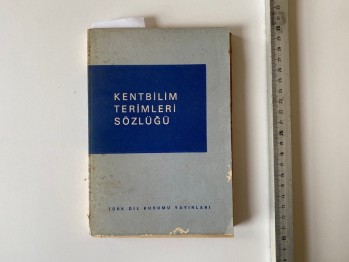 KENTBİLİM
TERİMLERİ
SÖZLÜĞÜ
TÜRK DİL KURUMU YAYINLARI